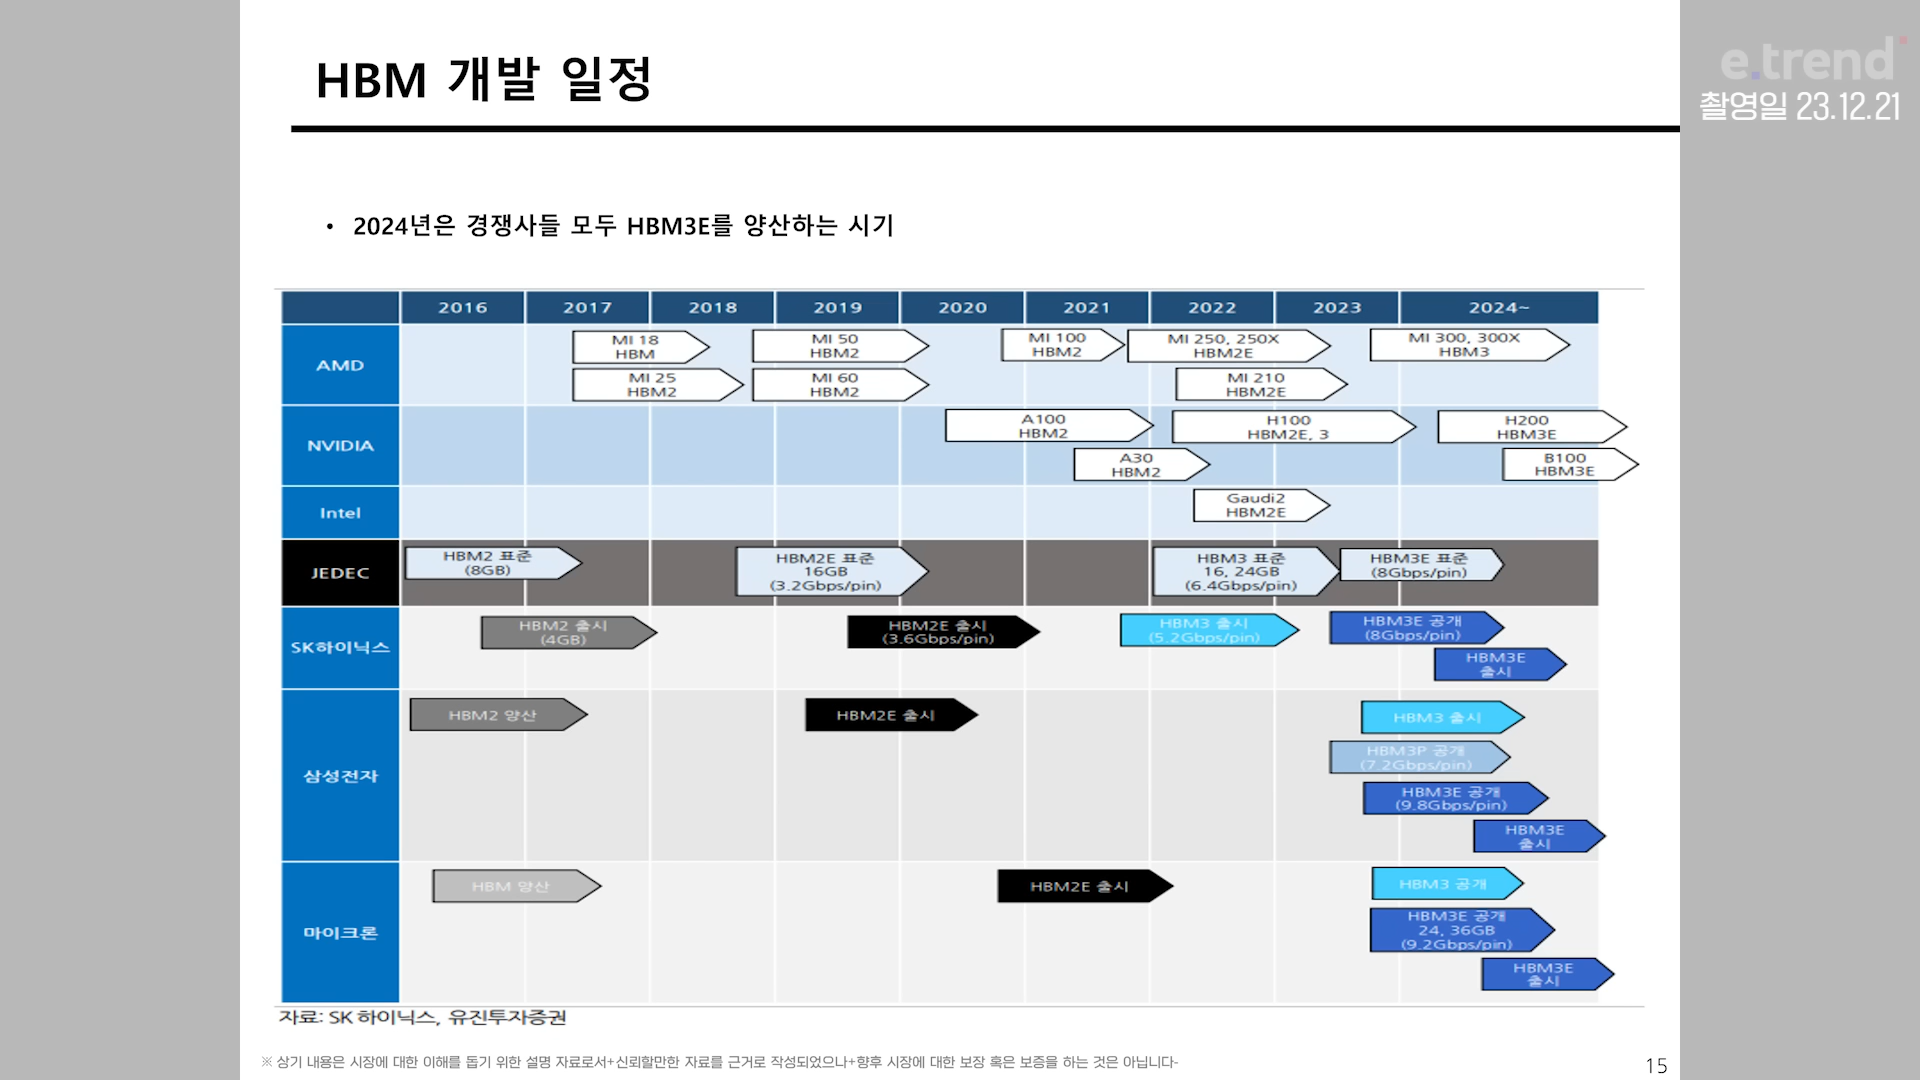 HBM 개발 일정
e.trend
촬영일 23.12.21
• 2024년은 경쟁사들 모두 HBM3E를 양산하는 시기
2016 2017 2018 2019 2020 2021 2022 2023 2024~
AMD
MI 18
HBM
MI 50
HBM2
MI 100
HBM2
MI 250, 250X
HBM2E
MI 300, 300X
HBM3
MI 25
HBM2
MI 60
HBM2
MI 210
HBM2E
NVIDIA
A100
HBM2
H100
HBM2E, 3
H200
HBM3E
A30
HBM2
B100
HBM3E
Intel
Gaudi2
HBM2E
JEDEC
HBM2 표준
(8GB)
HBM2E 표준
16GB
(3.2Gbps/pin)
HBM3 표준
16, 24GB
(6.4Gbps/pin)
HBM3E 표준
(8Gbps/pin)
SK하이닉스
HBM2 출시
(4GB)
HBM2E 출시
(3.6Gbps/pin)
HBM3 출시
(5.2Gbps/pin)
HBM3E 공개
(8Gbps/pin)
HBM3E
출시
삼성전자
HBM2 양산
HBM2E 출시
HBM3 출시
HBM3P 공개
(7.2Gbps/pin)
HBM3E 공개
(9.8Gbps/pin)
HBM3E
출시
마이크론
HBM 양산
HBM2E 출시
HBM3 공개
HBM3E 공개
24, 36GB
(9.2Gbps/pin)
HBM3E
출시
자료: SK 하이닉스, 유진투자증권
※ 상기 내용은 시장에 대한 이해를 돕기 위한 설명 자료로서+신뢰할만한 자료를 근거로 작성되었으나+향후 시장에 대한 보장 혹은 보증을 하는 것은 아닙니다-
15